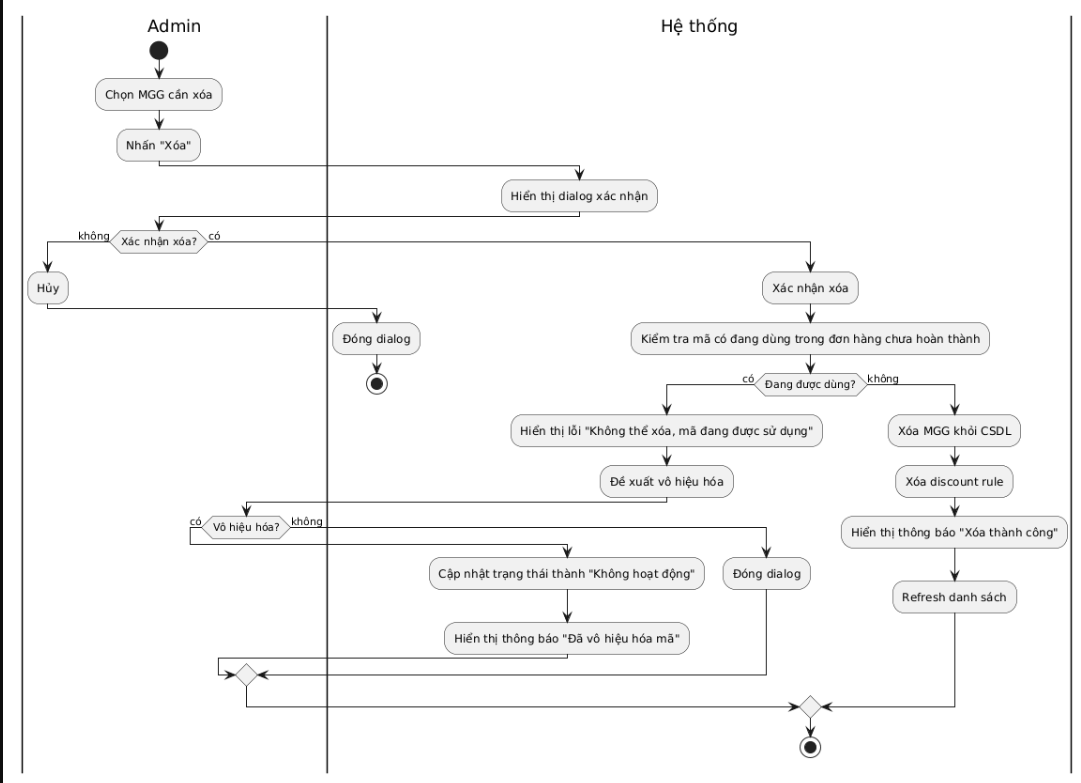 Admin
Hệ thống
Chọn MGG cần xóa
Nhấn "Xóa"
Hiển thị dialog xác nhận
không
Xác nhận xóa?
có
Hủy
Xác nhận xóa
Đóng dialog
Kiểm tra mã có đang dùng trong đơn hàng chưa hoàn thành
có
Đang được dùng?
không
Hiển thị lỗi "Không thể xóa, mã đang được sử dụng"
Xóa MGG khỏi CSDL
Đề xuất vô hiệu hóa
Xóa discount rule
có
Vô hiệu hóa?
không
Hiển thị thông báo "Xóa thành công"
Cập nhật trạng thái thành "Không hoạt động"
Đóng dialog
Refresh danh sách
Hiển thị thông báo "Đã vô hiệu hóa mã"